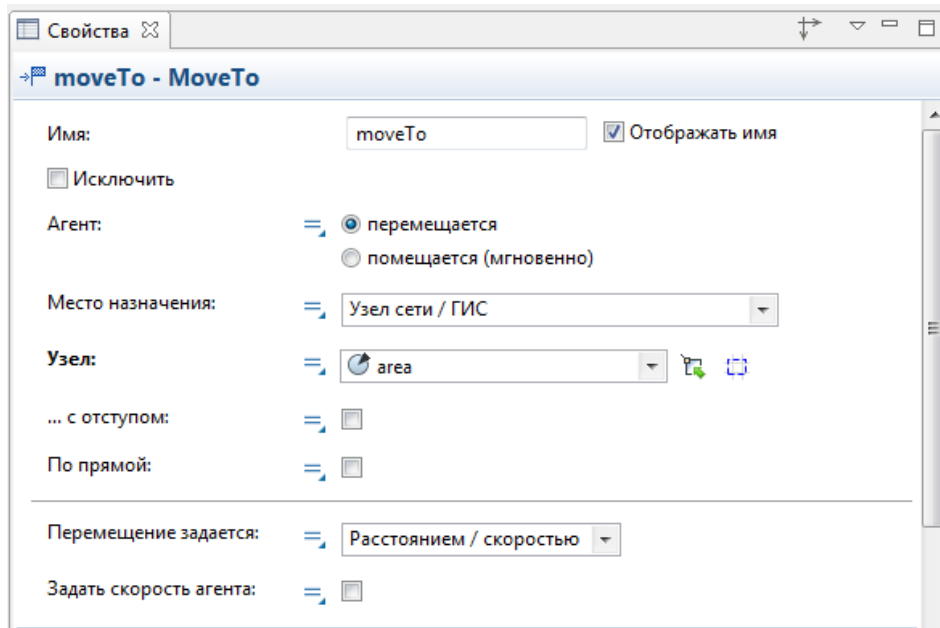 Свойства
moveTo - MoveTo
Имя: moveTo Отображать имя
Исключить
Агент: перемещается
помещается (мгновенно)
Место назначения: Узел сети / ГИС
Узел: area
... с отступом:
По прямой:
Перемещение задается: Расстоянием / скоростью
Задать скорость агента: